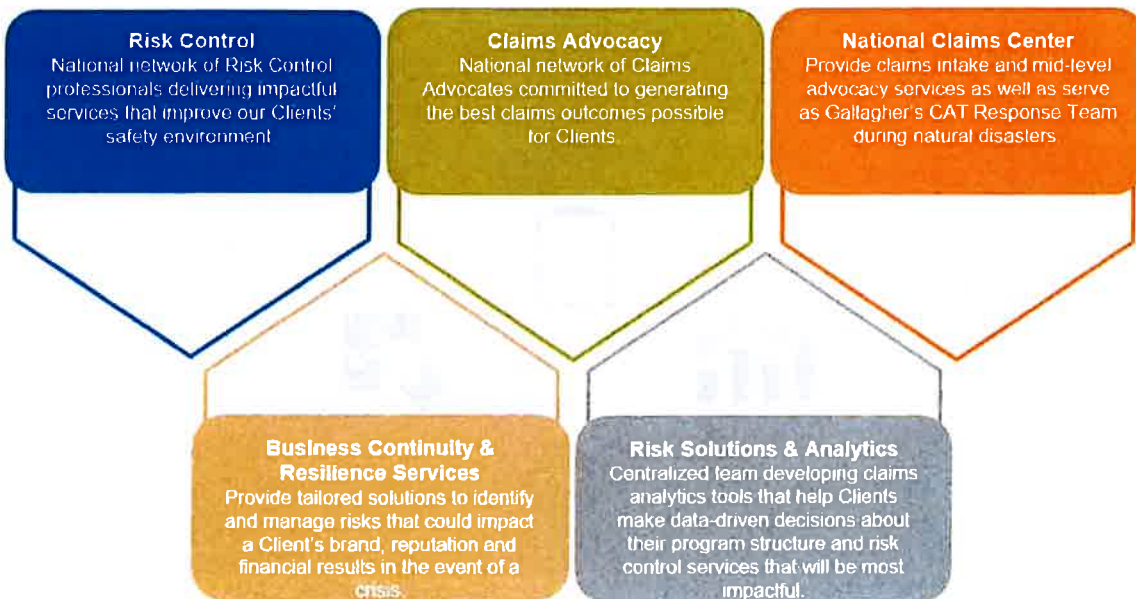 Risk Control
National network of Risk Control
professionals delivering impactful
services that improve our Clients'
safety environment
Claims Advocacy
National network of Claims
Advocates committed to generating
the best claims outcomes possible
for Clients.
National Claims Center
Provide claims intake and mid-level
advocacy services as well as serve
as Gallagher's CAT Response Team
during natural disasters
Business Continuity &
Resilience Services
Provide tailored solutions to identify
and manage risks that could impact
a Client's brand, reputation and
financial results in the event of a
crisis.
Risk Solutions & Analytics
Centralized team developing claims
analytics tools that help Clients
make data-driven decisions about
their program structure and risk
control services that will be most
impactful.